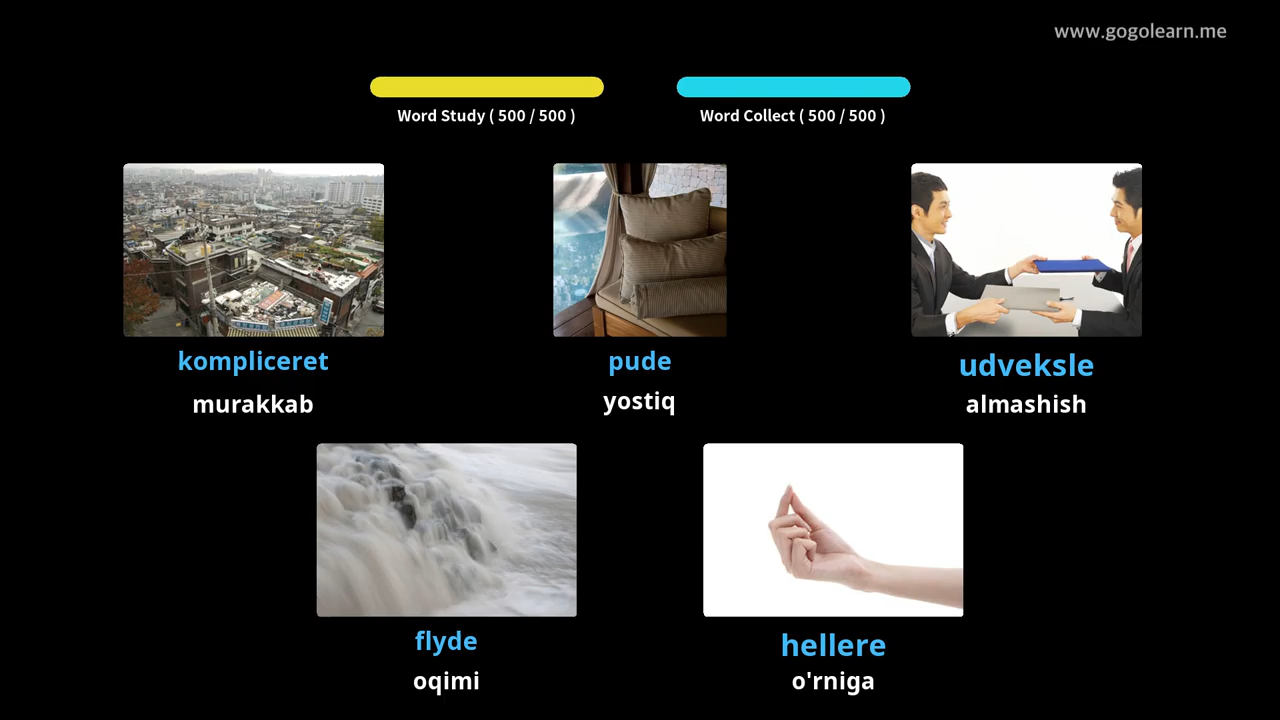 www.gogolearn.me
Word Study ( 500 / 500 )
Word Collect ( 500 / 500 )
kompliceret
murakkab
pude
yostiq
udveksle
almashish
flyde
oqimi
hellere
o'rniga